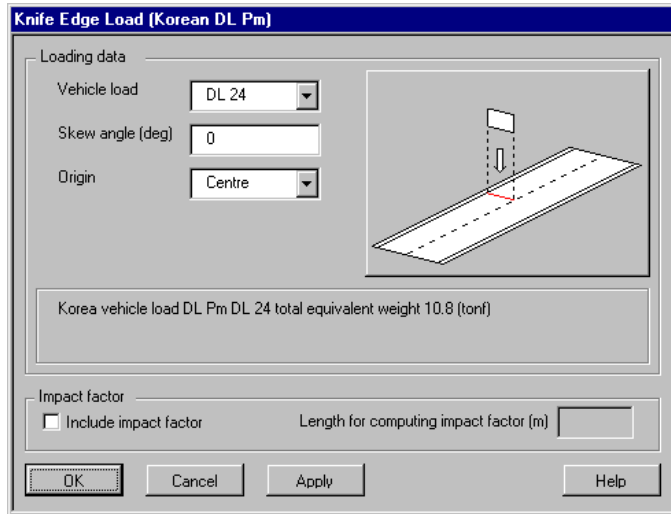 Knife Edge Load (Korean DL Pm)
Loading data
Vehicle load DL 24
Skew angle (deg) 0
Origin Centre
Korea vehicle load DL Pm DL 24 total equivalent weight 10.8 (tonf)
Impact factor
Include impact factor Length for computing impact factor (m)
OK Cancel Apply Help